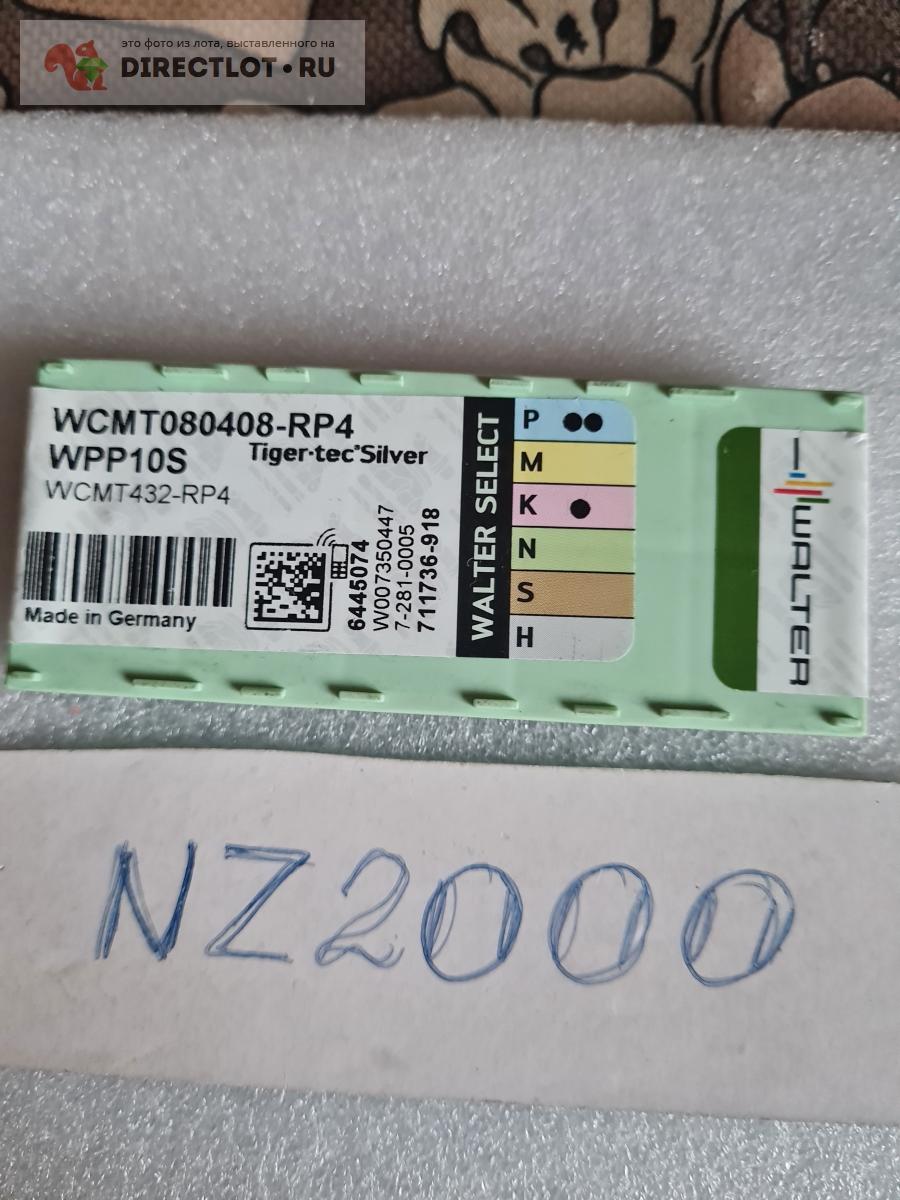 это фото из лота, выставленного на
DIRECTLOT.RU
WCMT080408-RP4
WPP10S Tiger·tec®Silver
WCMT432-RP4
Made in Germany
6445074
W007350447
7-281-0005
711736-918
WALTER SELECT
P ●●
M
K ●
N
S
H
WALTER
NZ2000